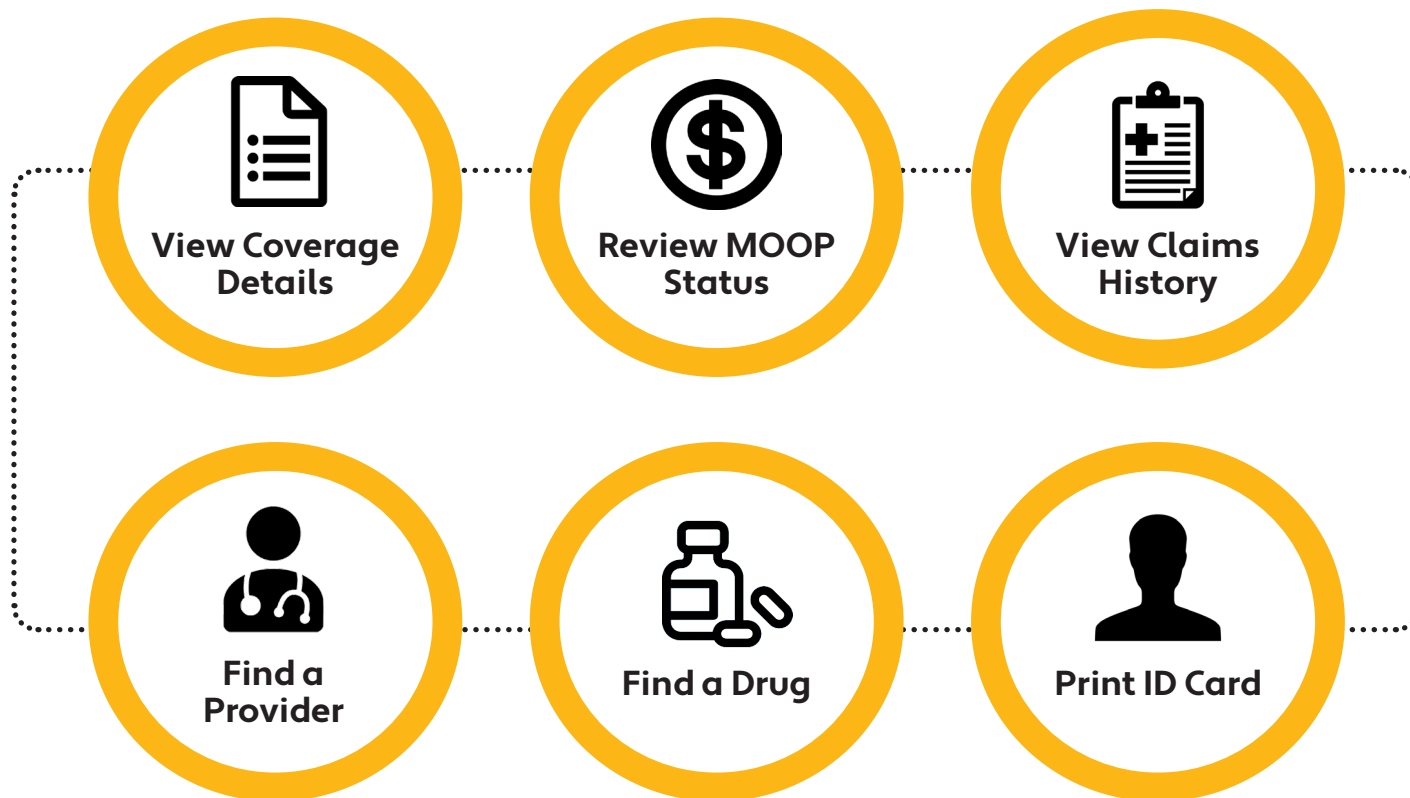 View Coverage
Details
Review MOOP
Status
View Claims
History
Find a
Provider
Find a Drug
Print ID Card